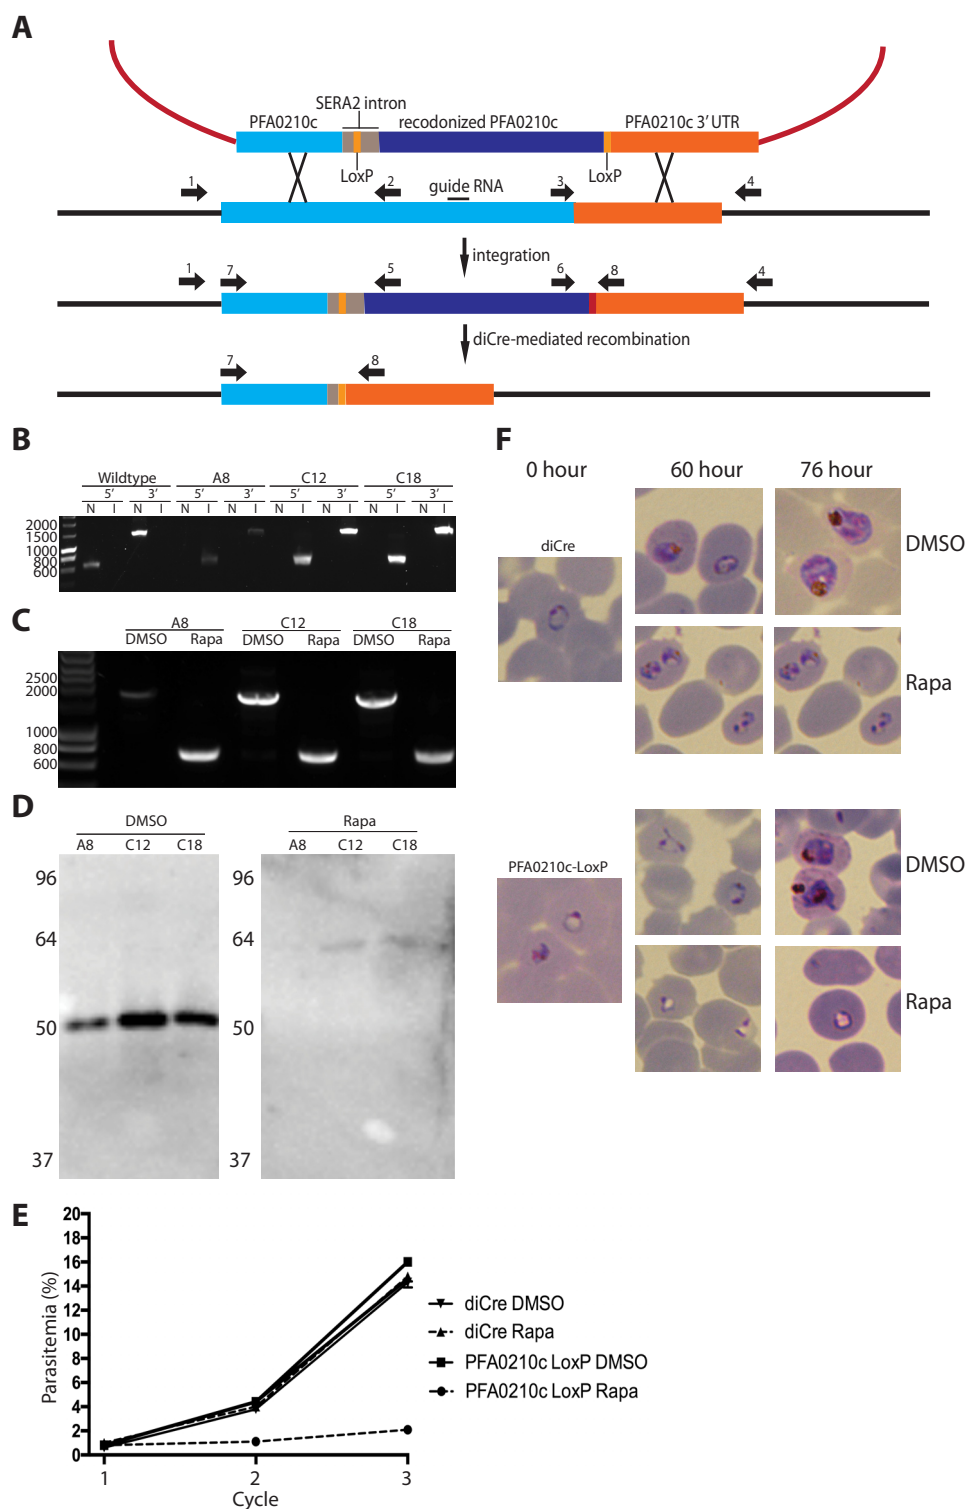 A
SERA2 intron
PFA0210c
recodonized PFA0210c
PFA0210c 3' UTR
LoxP
LoxP
1
2
guide RNA
3
4
integration
1
7
5
6
8
4
diCre-mediated recombination
7
8
B
Wildtype A8 C12 C18
5' 3' 5' 3' 5' 3' 5' 3'
N I N I N I N I N I N I N I N I
2000
1500
1000
800
600
C
A8 C12 C18
DMSO Rapa DMSO Rapa DMSO Rapa
2500
2000
1000
800
600
D
DMSO Rapa
A8 C12 C18 A8 C12 C18
96 96
64 64
50 50
37 37
E
Parasitemia (%)
20
18
16
14
12
10
8
6
4
2
0
1 2 3
Cycle
diCre DMSO
diCre Rapa
PFA0210c LoxP DMSO
PFA0210c LoxP Rapa
F
0 hour 60 hour 76 hour
diCre
DMSO
Rapa
PFA0210c-LoxP
DMSO
Rapa